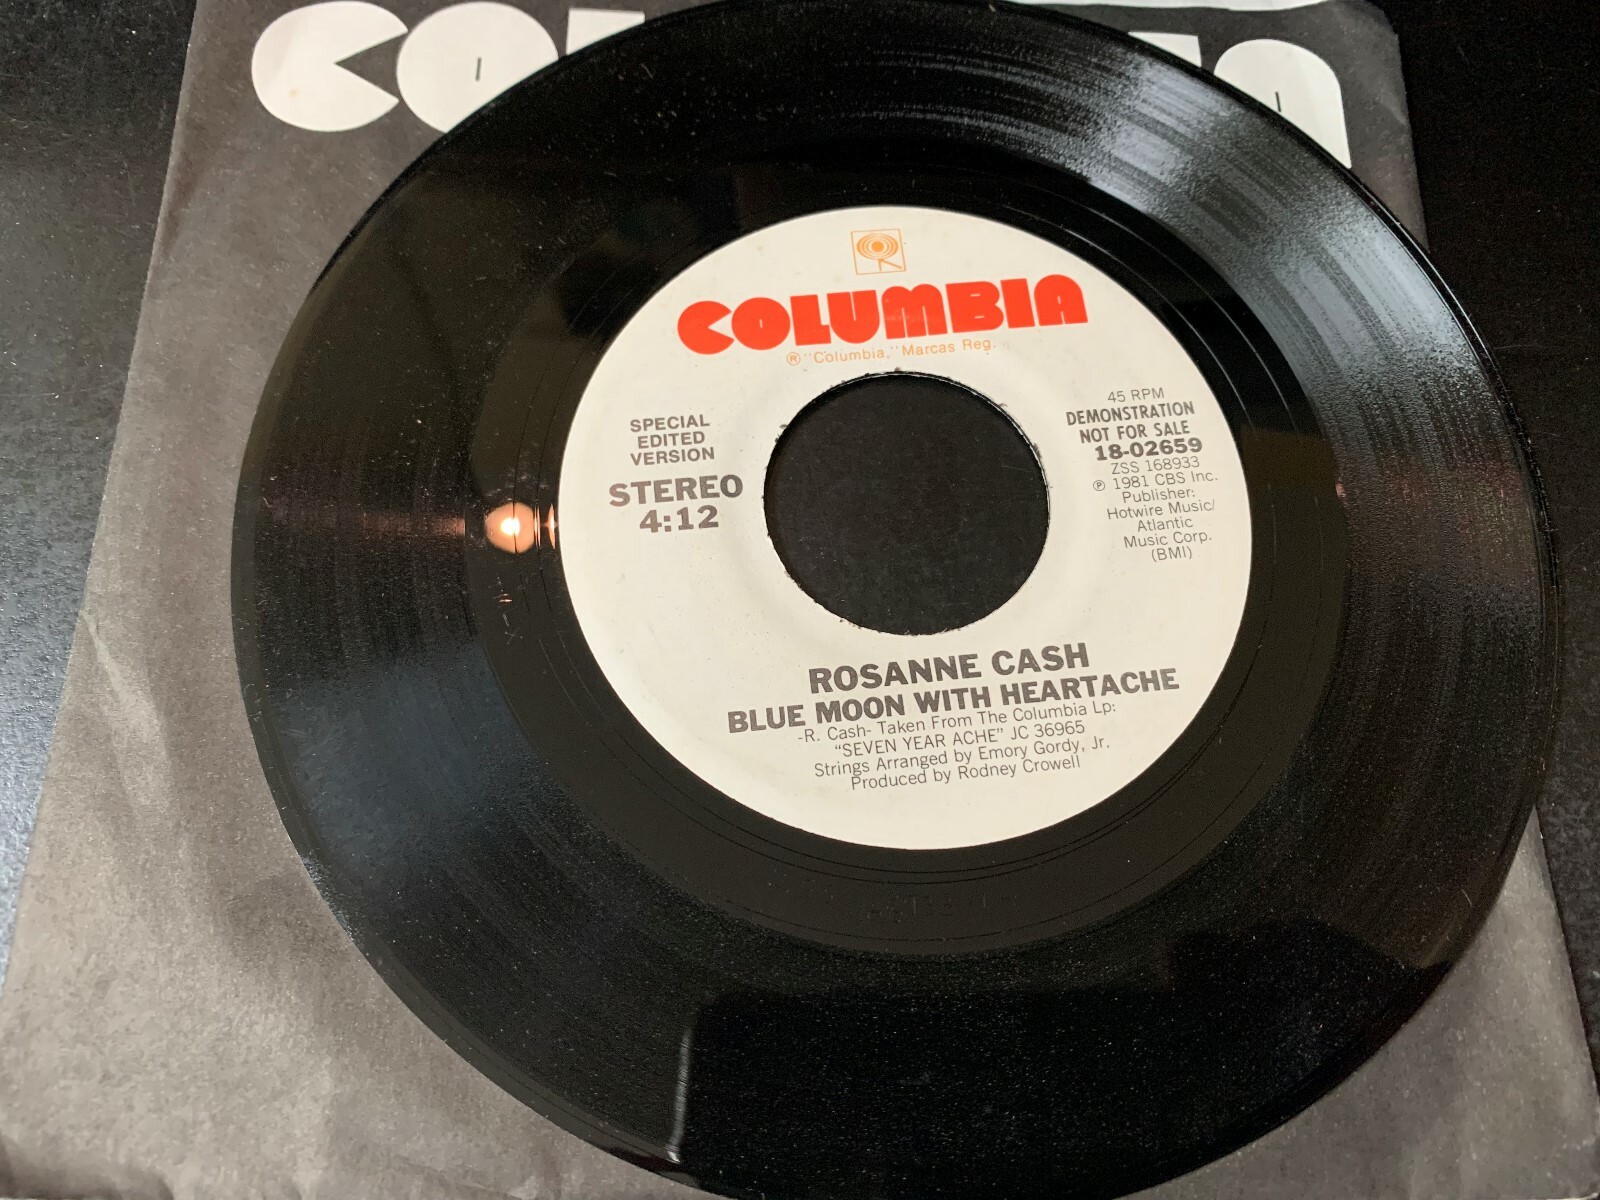 COLUMBIA
® "Columbia," Marcas Reg.
SPECIAL
EDITED
VERSION
STEREO
4:12
45 RPM
DEMONSTRATION
NOT FOR SALE
18-02659
ZSS 168933
℗ 1981 CBS Inc.
Publisher:
Hotwire Music/
Atlantic
Music Corp.
(BMI)
ROSANNE CASH
BLUE MOON WITH HEARTACHE
-R. Cash- Taken From The Columbia Lp:
"SEVEN YEAR ACHE" JC 36965
Strings Arranged by Emory Gordy, Jr.
Produced by Rodney Crowell